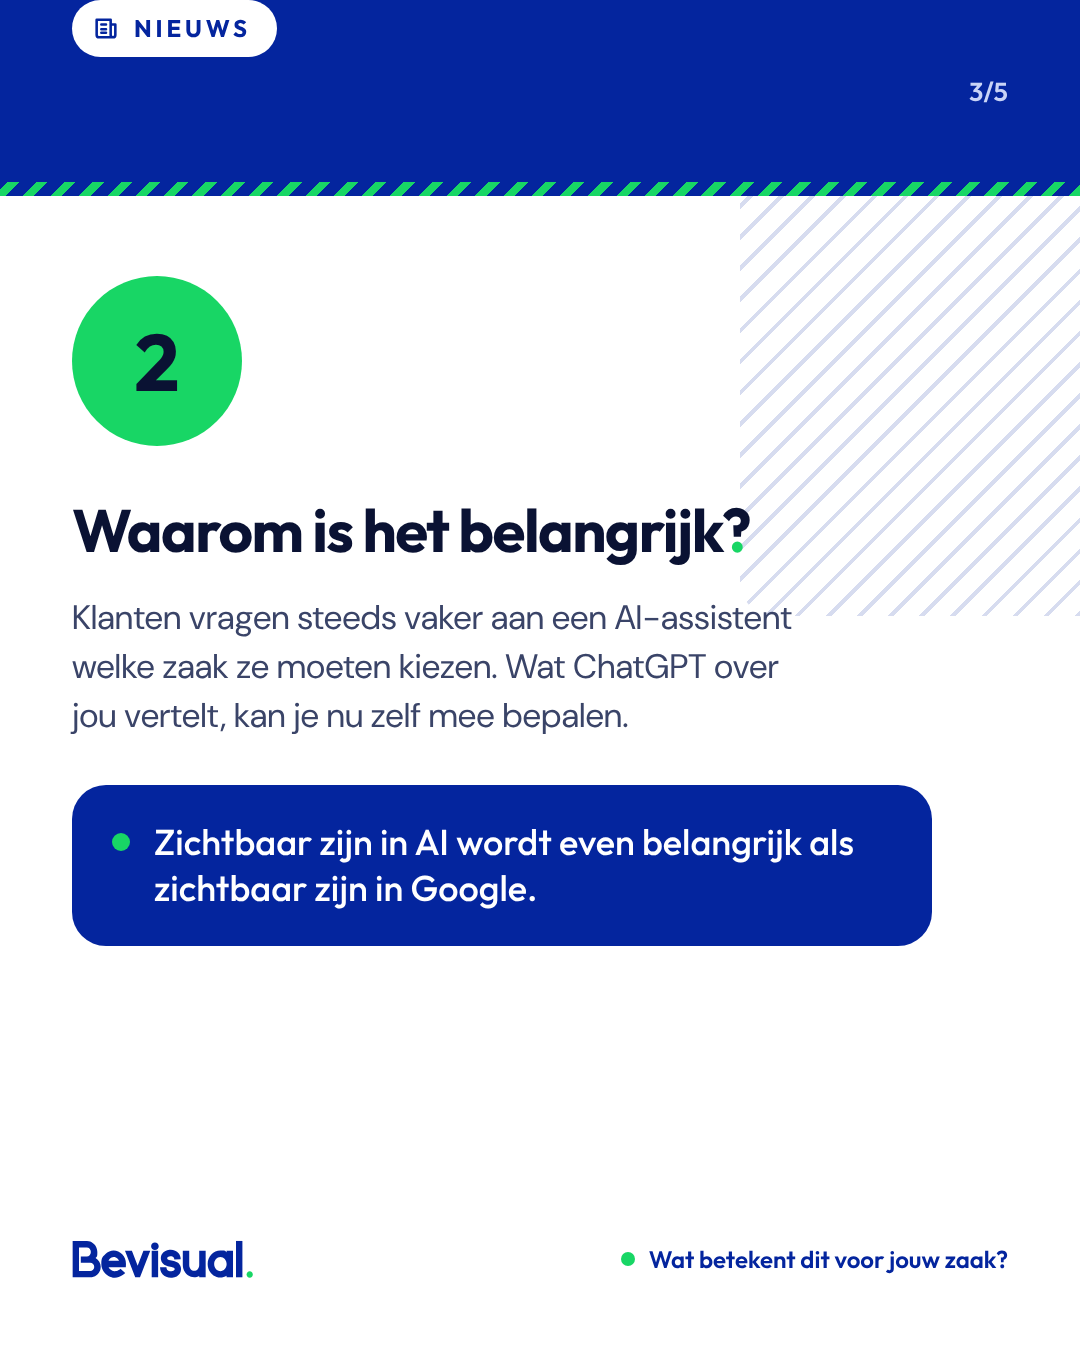 NIEUWS
3/5
2
Waarom is het belangrijk?
Klanten vragen steeds vaker aan een AI-assistent
welke zaak ze moeten kiezen. Wat ChatGPT over
jou vertelt, kan je nu zelf mee bepalen.
Zichtbaar zijn in AI wordt even belangrijk als
zichtbaar zijn in Google.
Bevisual.
Wat betekent dit voor jouw zaak?